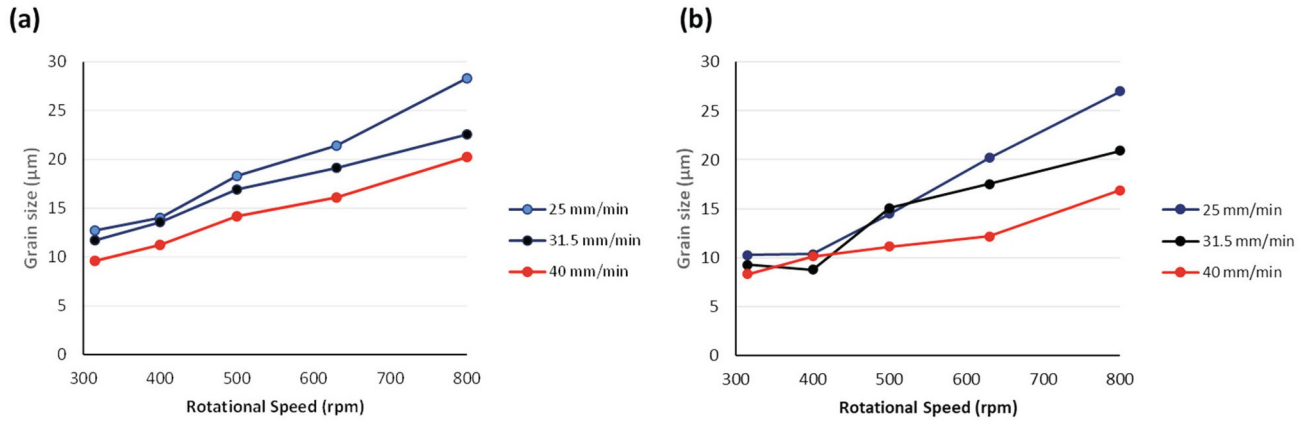 (a)
30
25
20
15
10
5
0
Grain size (µm)
300 400 500 600 700 800
Rotational Speed (rpm)
25 mm/min
31.5 mm/min
40 mm/min
(b)
30
25
20
15
10
5
0
Grain size (µm)
300 400 500 600 700 800
Rotational Speed (rpm)
25 mm/min
31.5 mm/min
40 mm/min